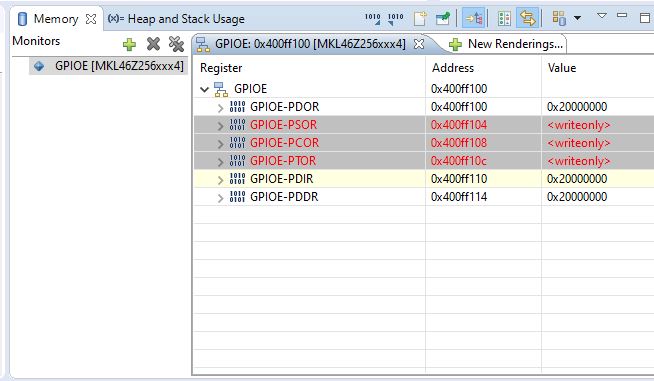 Memory (x)= Heap and Stack Usage
Monitors
GPIOE [MKL46Z256xxx4]
GPIOE: 0x400ff100 [MKL46Z256xxx4] New Renderings...
Register Address Value
GPIOE 0x400ff100
GPIOE-PDOR 0x400ff100 0x20000000
GPIOE-PSOR 0x400ff104 <writeonly>
GPIOE-PCOR 0x400ff108 <writeonly>
GPIOE-PTOR 0x400ff10c <writeonly>
GPIOE-PDIR 0x400ff110 0x20000000
GPIOE-PDDR 0x400ff114 0x20000000